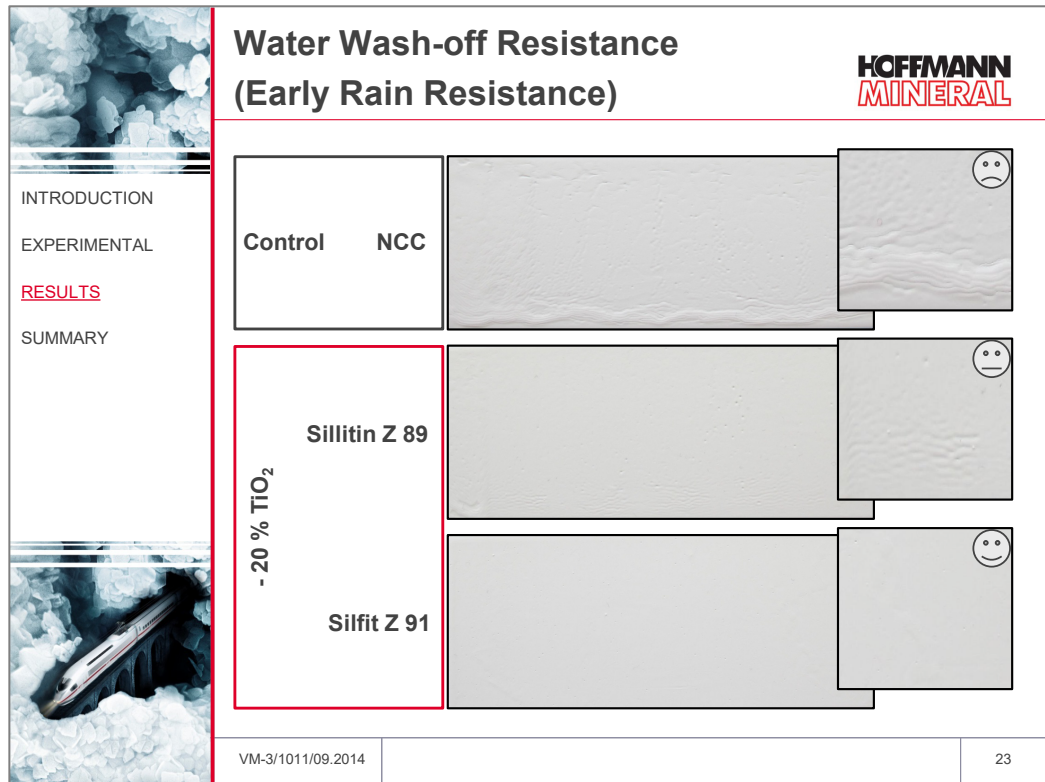 Water Wash-off Resistance
(Early Rain Resistance)
HOFFMANN
MINERAL
INTRODUCTION
EXPERIMENTAL
RESULTS
SUMMARY
Control NCC
- 20 % TiO₂
Sillitin Z 89
Silfit Z 91
VM-3/1011/09.2014
23